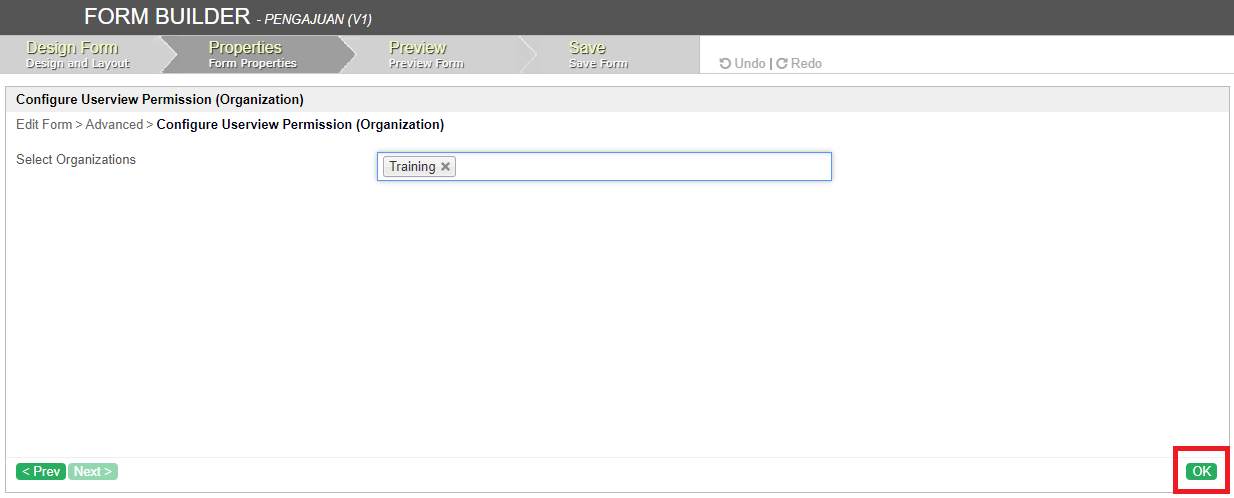 FORM BUILDER - PENGAJUAN (V1)
Design Form
Design and Layout
Properties
Form Properties
Preview
Preview Form
Save
Save Form
Undo | Redo
Configure Userview Permission (Organization)
Edit Form > Advanced > Configure Userview Permission (Organization)
Select Organizations
Training
< Prev
Next >
OK